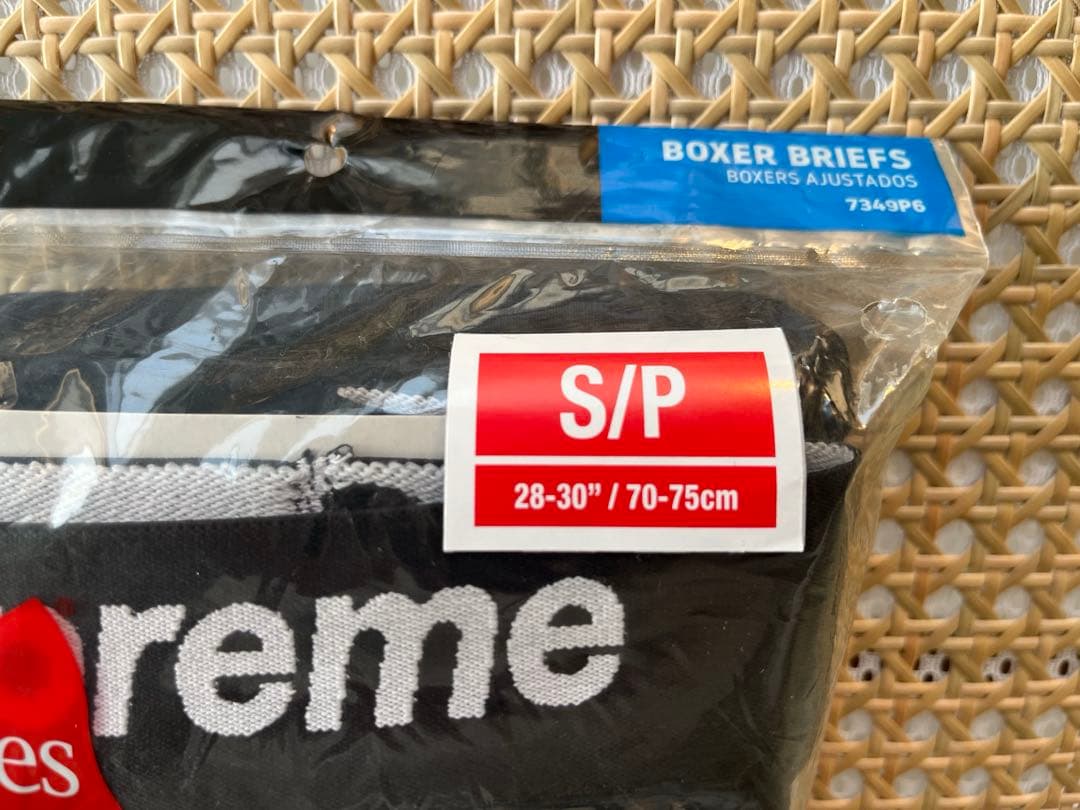 BOXER BRIEFS
BOXERS AJUSTADOS
7349P6
S/P
28-30” / 70-75cm
reme
es